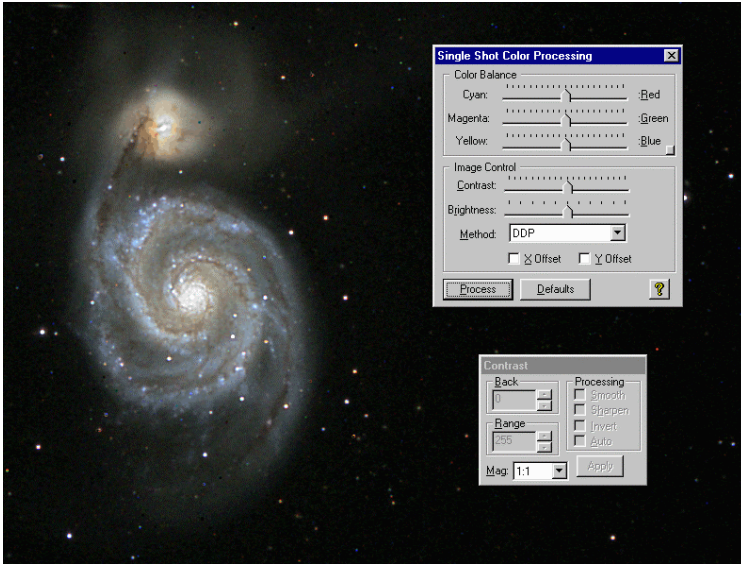 Single Shot Color Processing
Color Balance
Cyan: :Red
Magenta: :Green
Yellow: :Blue
Image Control
Contrast:
Brightness:
Method: DDP
X Offset Y Offset
Process Defaults ?
Contrast
Back Processing
0 Smooth
Sharpen
Range Invert
255 Auto
Mag: 1:1 Apply